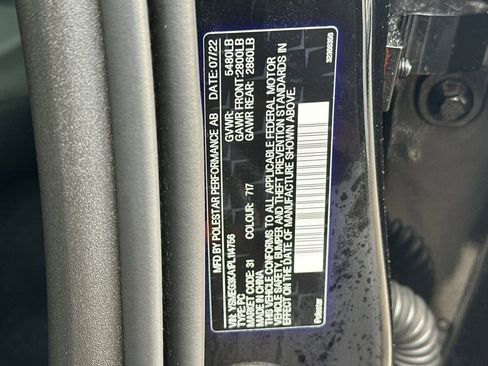 MFD BY POLESTAR PERFORMANCE AB DATE: 07/22
GVWR: 5480LB
GAWR FRONT: 2800LB
GAWR REAR: 2860LB
VIN: YSMEG3KA1PL114756
TYPE: PC
MARKET CODE: 31 COLOUR: 717
THIS VEHICLE CONFORMS TO ALL APPLICABLE FEDERAL MOTOR
VEHICLE SAFETY, BUMPER AND THEFT PREVENTION STANDARDS IN
EFFECT ON THE DATE OF MANUFACTURE SHOWN ABOVE.
MADE IN CHINA
Polestar